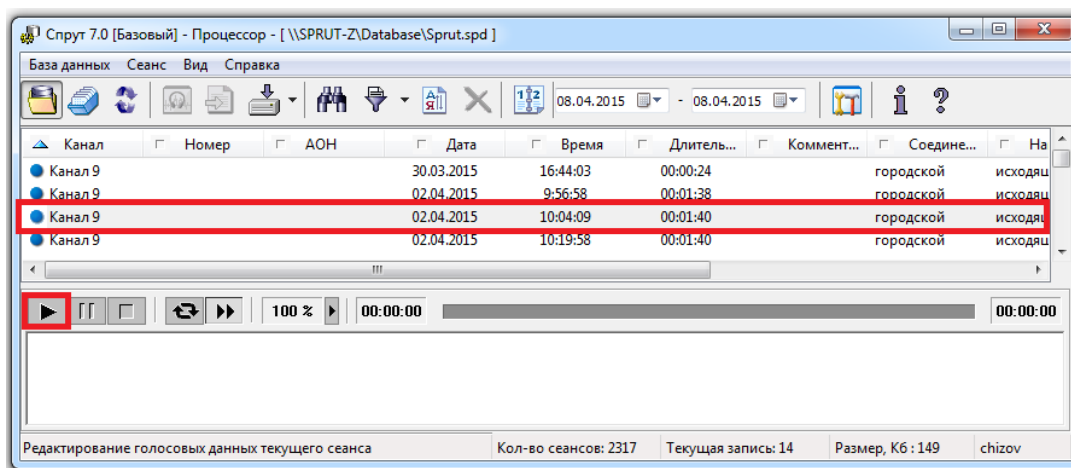 Спрут 7.0 [Базовый] - Процессор - [ \\SPRUT-Z\Database\Sprut.spd ]
База данных Сеанс Вид Справка
08.04.2015 - 08.04.2015
Канал Номер АОН Дата Время Длитель... Коммент... Соедине... На
Канал 9 30.03.2015 16:44:03 00:00:24 городской исходящ
Канал 9 02.04.2015 9:56:58 00:01:38 городской исходящ
Канал 9 02.04.2015 10:04:09 00:01:40 городской исходящ
Канал 9 02.04.2015 10:19:58 00:01:40 городской исходящ
100 % 00:00:00 00:00:00
Редактирование голосовых данных текущего сеанса Кол-во сеансов: 2317 Текущая запись: 14 Размер, Кб : 149 chizov